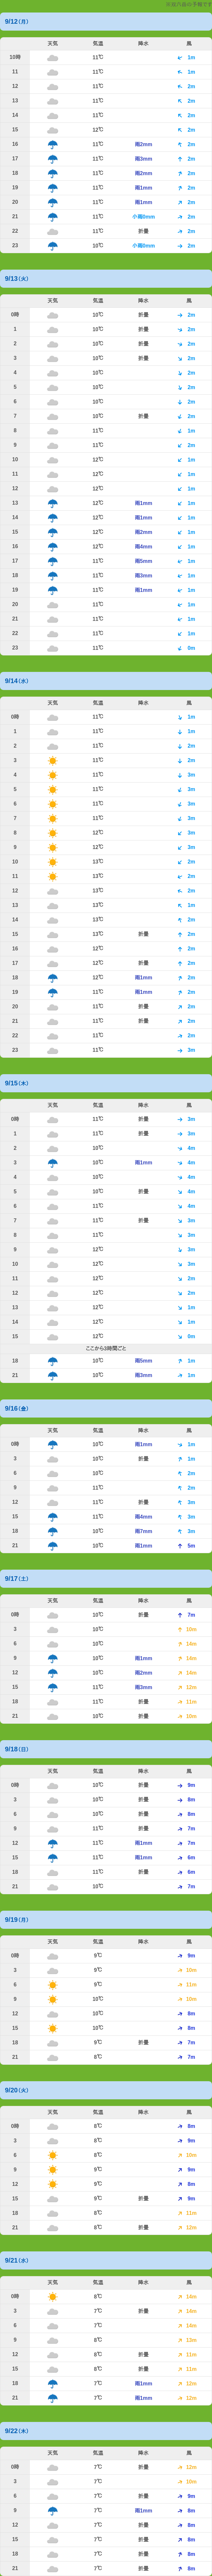 9/12(月)
天気 気温 降水 風
10時 11℃ 1m
11 11℃ 1m
12 11℃ 2m
13 11℃ 2m
14 11℃ 2m
15 12℃ 2m
16 11℃ 雨2mm 2m
17 11℃ 雨3mm 2m
18 11℃ 雨2mm 2m
19 11℃ 雨1mm 2m
20 11℃ 雨1mm 2m
21 11℃ 小雨0mm 2m
22 11℃ 折畳 2m
23 10℃ 小雨0mm 2m
9/13(火)
天気 気温 降水 風
0時 10℃ 折畳 2m
1 10℃ 折畳 2m
2 10℃ 折畳 2m
3 10℃ 折畳 2m
4 10℃ 2m
5 10℃ 2m
6 10℃ 2m
7 10℃ 折畳 2m
8 11℃ 1m
9 11℃ 2m
10 12℃ 1m
11 12℃ 1m
12 12℃ 1m
13 12℃ 雨1mm 1m
14 12℃ 雨1mm 1m
15 12℃ 雨2mm 2m
16 12℃ 雨4mm 2m
17 11℃ 雨5mm 1m
18 11℃ 雨3mm 1m
19 11℃ 雨1mm 1m
20 11℃ 1m
21 11℃ 1m
22 11℃ 1m
23 11℃ 0m
9/14(水)
天気 気温 降水 風
0時 11℃ 1m
1 11℃ 1m
2 11℃ 2m
3 11℃ 2m
4 11℃ 3m
5 11℃ 3m
6 11℃ 3m
7 11℃ 3m
8 12℃ 3m
9 12℃ 3m
10 13℃ 2m
11 13℃ 2m
12 13℃ 2m
13 13℃ 1m
14 13℃ 2m
15 13℃ 折畳 2m
16 12℃ 2m
17 12℃ 折畳 2m
18 12℃ 雨1mm 2m
19 11℃ 雨1mm 2m
20 11℃ 折畳 2m
21 11℃ 折畳 2m
22 11℃ 2m
23 11℃ 3m
9/15(木)
天気 気温 降水 風
0時 11℃ 折畳 3m
1 11℃ 折畳 3m
2 10℃ 4m
3 10℃ 雨1mm 4m
4 10℃ 4m
5 10℃ 折畳 4m
6 11℃ 4m
7 11℃ 折畳 3m
8 11℃ 3m
9 12℃ 3m
10 12℃ 3m
11 12℃ 2m
12 12℃ 2m
13 12℃ 1m
14 12℃ 1m
15 12℃ 0m
ここから3時間ごと
18 11℃ 雨5mm 1m
21 11℃ 雨3mm 1m
9/16(金)
天気 気温 降水 風
0時 10℃ 雨1mm 1m
3 10℃ 折畳 1m
6 10℃ 2m
9 11℃ 2m
12 11℃ 折畳 3m
15 11℃ 雨4mm 3m
18 10℃ 雨7mm 3m
21 10℃ 雨1mm 5m
9/17(土)
天気 気温 降水 風
0時 10℃ 折畳 7m
3 10℃ 10m
6 10℃ 14m
9 10℃ 雨1mm 14m
12 10℃ 雨2mm 14m
15 11℃ 雨3mm 12m
18 11℃ 折畳 11m
21 10℃ 折畳 10m
9/18(日)
天気 気温 降水 風
0時 10℃ 折畳 9m
3 10℃ 折畳 8m
6 10℃ 折畳 8m
9 11℃ 折畳 7m
12 11℃ 雨1mm 7m
15 11℃ 雨1mm 6m
18 11℃ 折畳 6m
21 10℃ 7m
9/19(月)
天気 気温 降水 風
0時 9℃ 9m
3 9℃ 10m
6 9℃ 11m
9 10℃ 10m
12 10℃ 8m
15 10℃ 8m
18 9℃ 折畳 7m
21 8℃ 7m
9/20(火)
天気 気温 降水 風
0時 8℃ 8m
3 8℃ 9m
6 8℃ 10m
9 9℃ 9m
12 9℃ 8m
15 9℃ 折畳 9m
18 8℃ 11m
21 8℃ 折畳 12m
9/21(水)
天気 気温 降水 風
0時 8℃ 14m
3 7℃ 折畳 14m
6 7℃ 14m
9 8℃ 13m
12 8℃ 折畳 11m
15 8℃ 折畳 11m
18 7℃ 雨1mm 12m
21 7℃ 雨1mm 12m
9/22(木)
天気 気温 降水 風
0時 7℃ 折畳 12m
3 7℃ 10m
6 7℃ 折畳 9m
9 7℃ 雨1mm 8m
12 7℃ 折畳 8m
15 7℃ 折畳 8m
18 7℃ 折畳 8m
21 7℃ 折畳 8m